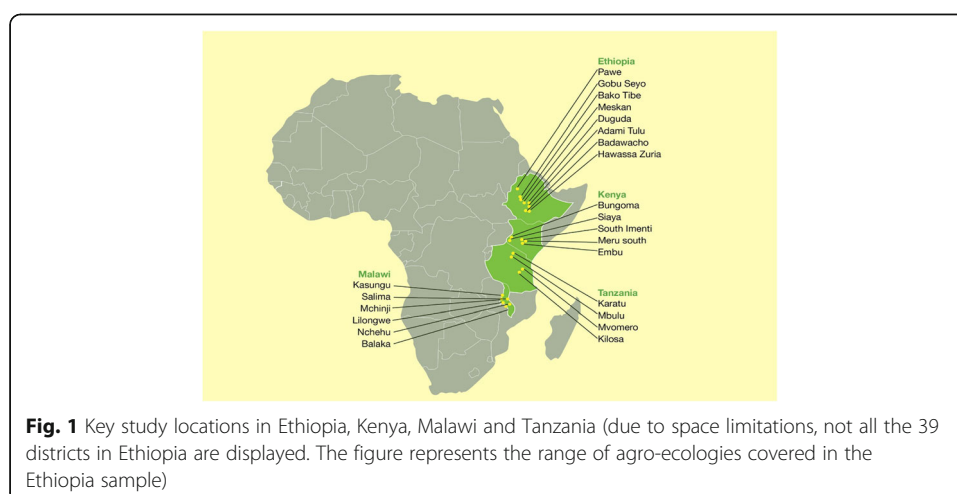 Ethiopia
Pawe
Gobu Seyo
Bako Tibe
Meskan
Duguda
Adami Tulu
Badawacho
Hawassa Zuria
Kenya
Bungoma
Siaya
South Imenti
Meru south
Embu
Malawi
Kasungu
Salima
Mchinji
Lilongwe
Nchehu
Balaka
Tanzania
Karatu
Mbulu
Mvomero
Kilosa
Fig. 1 Key study locations in Ethiopia, Kenya, Malawi and Tanzania (due to space limitations, not all the 39
districts in Ethiopia are displayed. The figure represents the range of agro-ecologies covered in the
Ethiopia sample)